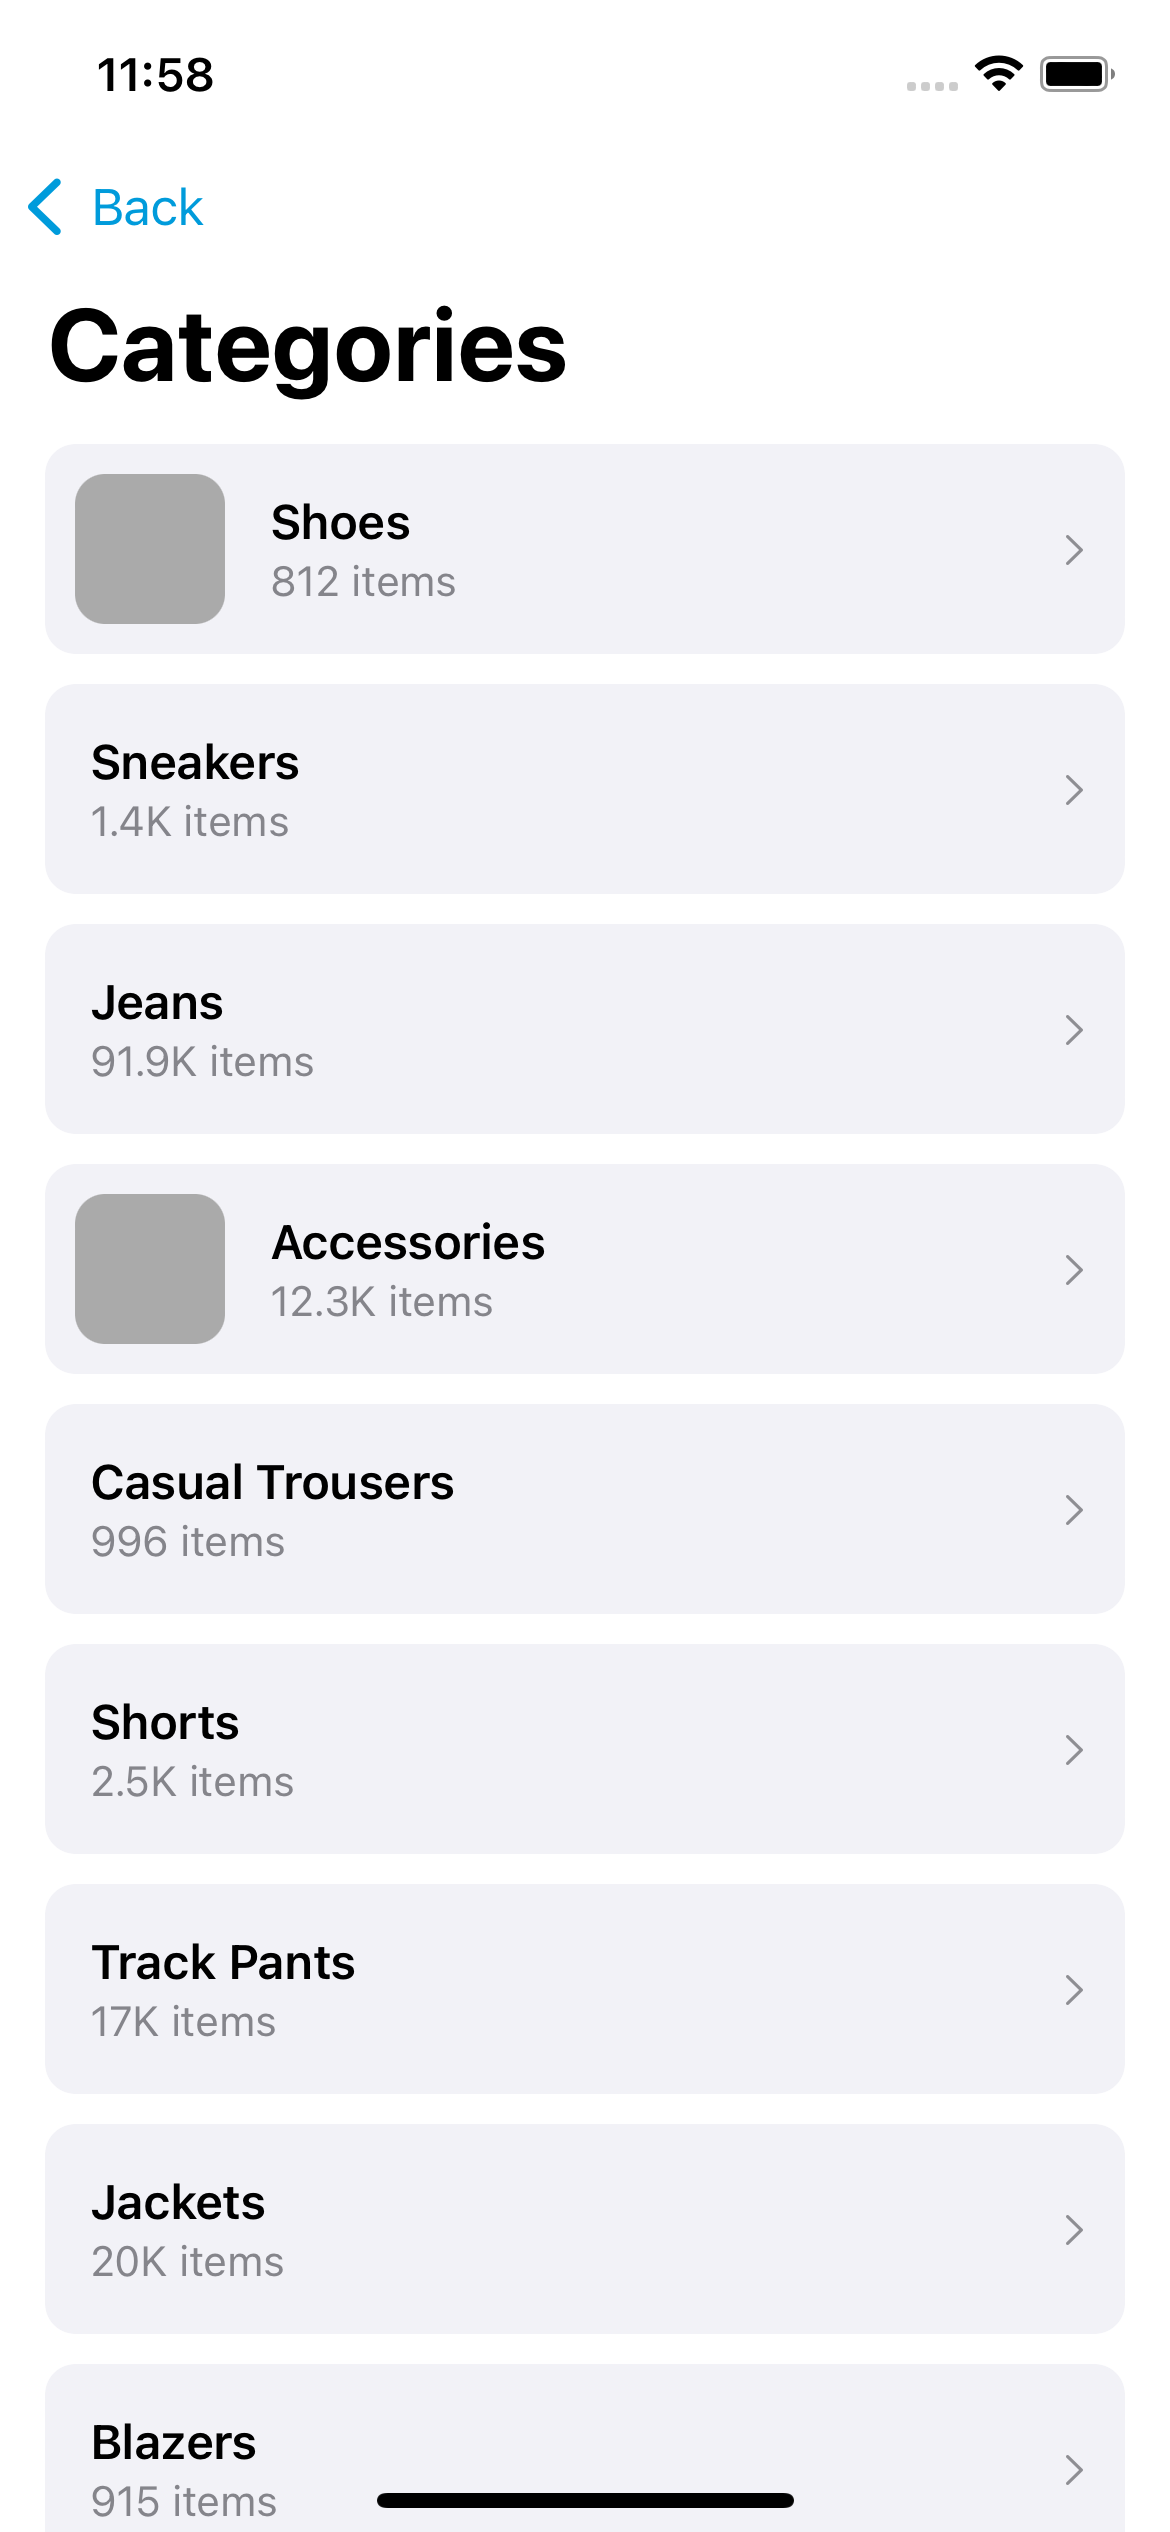 11:58
Back
Categories
Shoes
812 items
Sneakers
1.4K items
Jeans
91.9K items
Accessories
12.3K items
Casual Trousers
996 items
Shorts
2.5K items
Track Pants
17K items
Jackets
20K items
Blazers
915 items